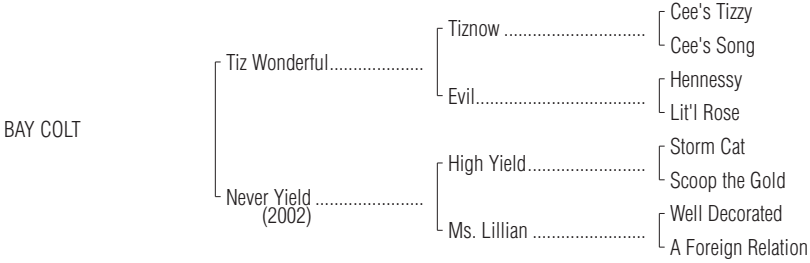 Cee's Tizzy
Tiznow ..............................
Cee's Song
Tiz Wonderful....................
Hennessy
Evil....................................
Lit'l Rose
BAY COLT
Storm Cat
High Yield.........................
Scoop the Gold
Never Yield .......................
(2002)
Well Decorated
Ms. Lillian ........................
A Foreign Relation